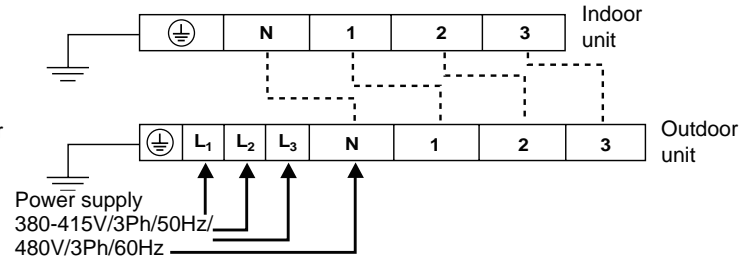 Indoor
unit
N 1 2 3
L₁ L₂ L₃ N 1 2 3
Outdoor
unit
Power supply
380-415V/3Ph/50Hz/
480V/3Ph/60Hz